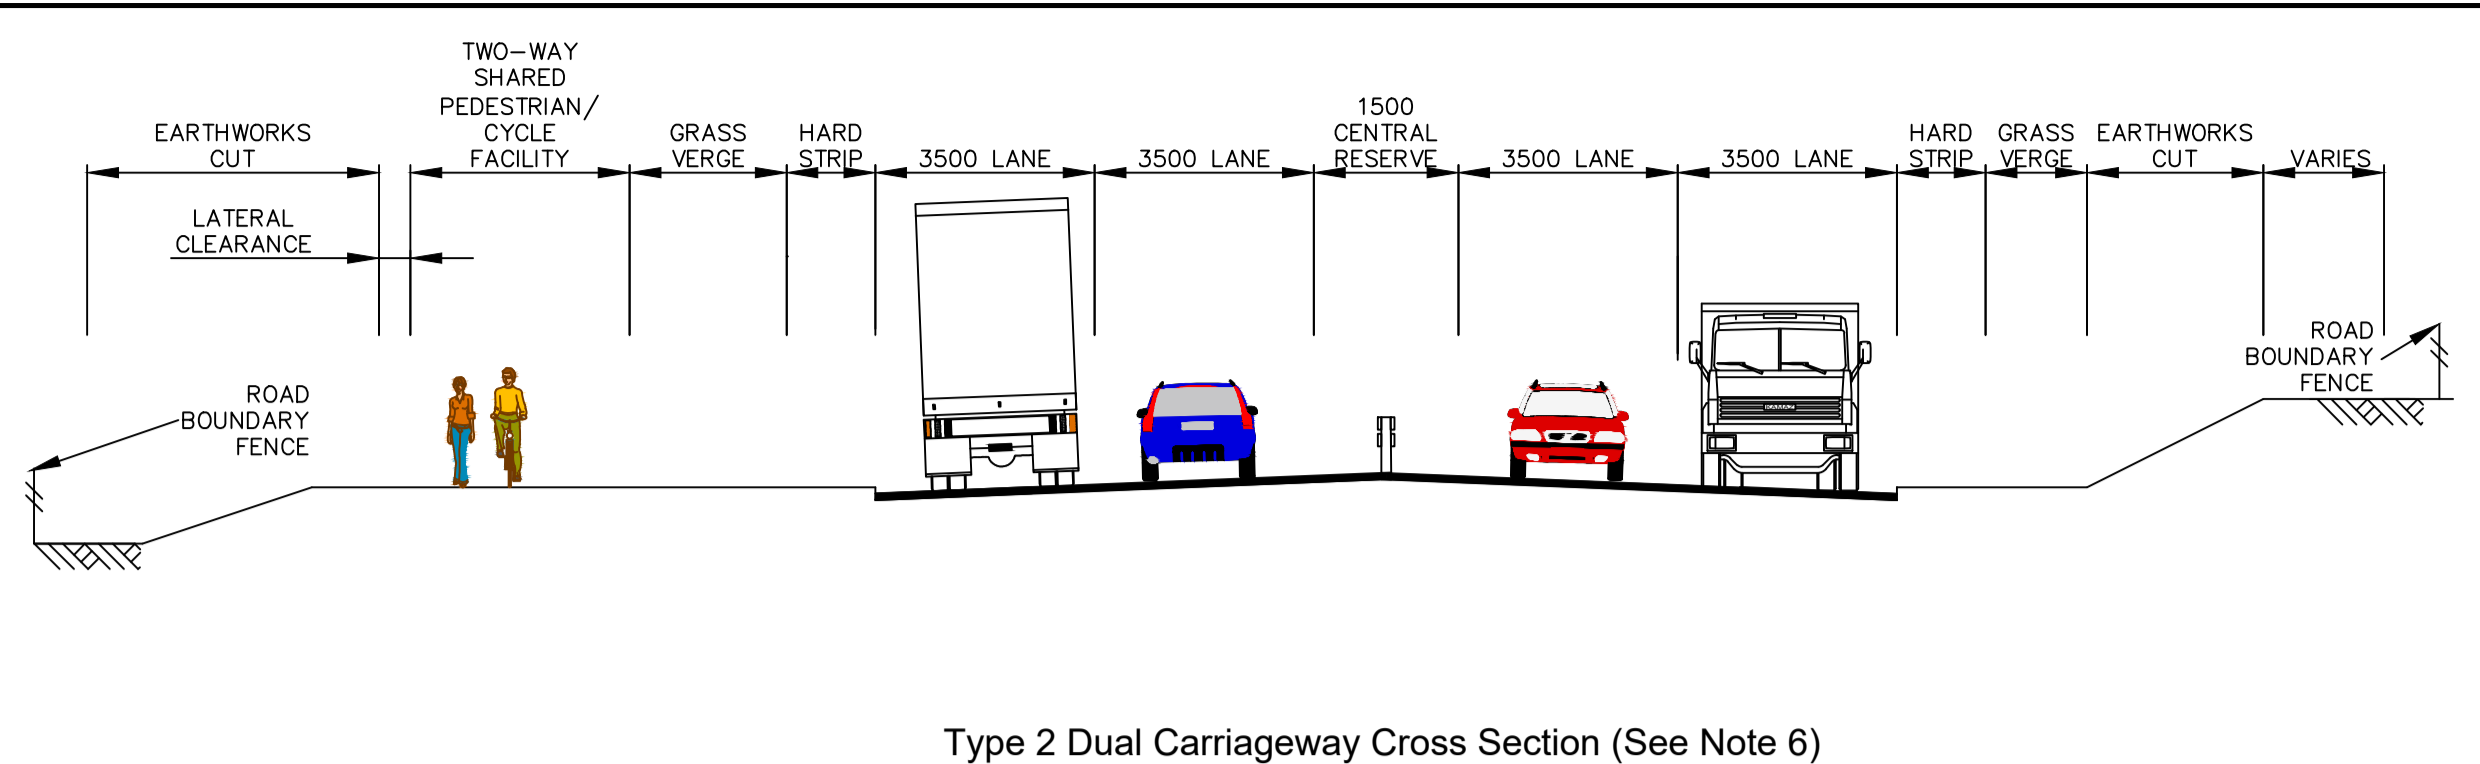 EARTHWORKS
CUT
TWO-WAY
SHARED
PEDESTRIAN/
CYCLE
FACILITY
GRASS
VERGE
HARD
STRIP
3500 LANE
3500 LANE
1500
CENTRAL
RESERVE
3500 LANE
3500 LANE
HARD
STRIP
GRASS
VERGE
EARTHWORKS
CUT
VARIES
LATERAL
CLEARANCE
ROAD
BOUNDARY
FENCE
KAMAZ
ROAD
BOUNDARY
FENCE
Type 2 Dual Carriageway Cross Section (See Note 6)